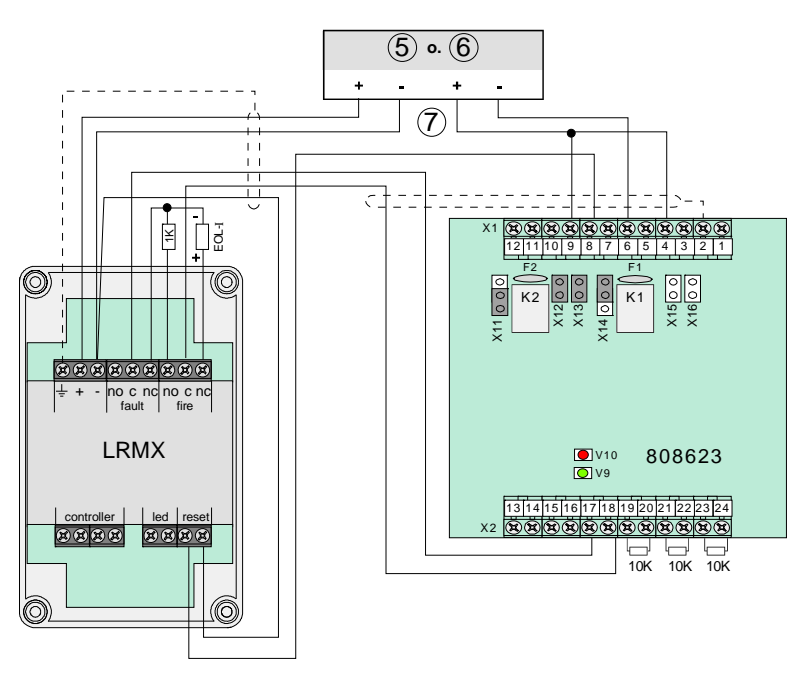 5 o. 6
+ - + -
7
1K
-
EOL-I
+
X1
12 11 10 9 8 7 6 5 4 3 2 1
F2 F1
K2 K1
X11 X12 X13 X14 X15 X16
+ - no c nc no c nc
fault fire
LRMX
V10
V9
808623
controller led reset
13 14 15 16 17 18 19 20 21 22 23 24
X2
10K 10K 10K